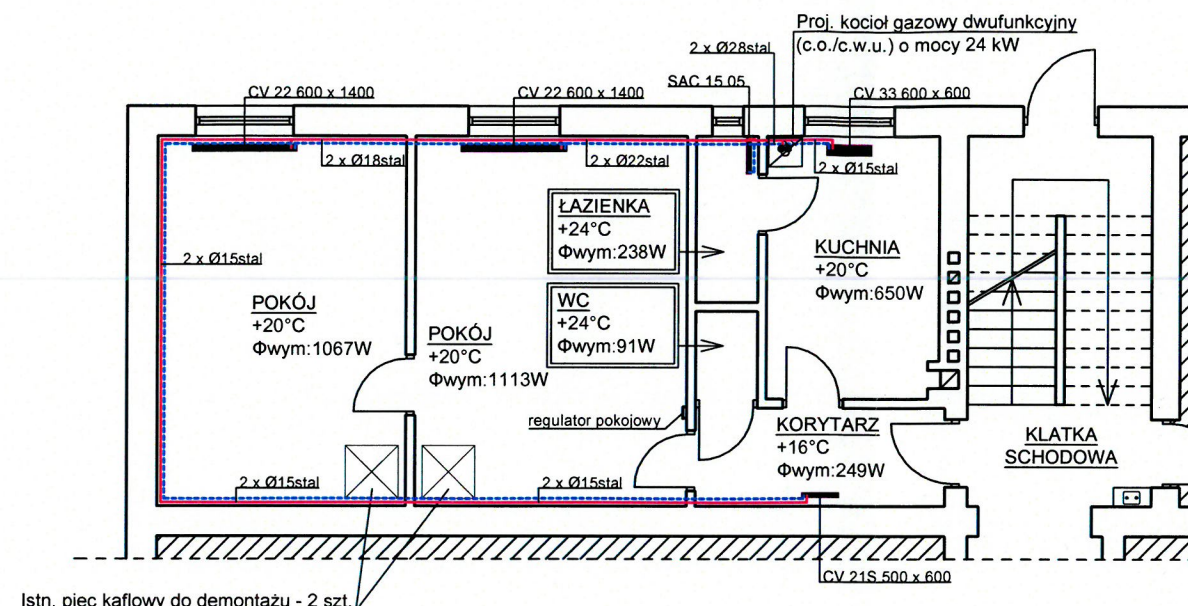 Proj. kocioł gazowy dwufunkcyjny
(c.o./c.w.u.) o mocy 24 kW
2 x Ø28stal
SAC 15.05
CV 22 600 x 1400
CV 22 600 x 1400
CV 33 600 x 600
2 x Ø18stal
2 x Ø22stal
2 x Ø15stal
ŁAZIENKA
+24°C
Φwym:238W
KUCHNIA
+20°C
Φwym:650W
2 x Ø15stal
POKÓJ
+20°C
Φwym:1067W
WC
+24°C
Φwym:91W
POKÓJ
+20°C
Φwym:1113W
regulator pokojowy
KORYTARZ
+16°C
Φwym:249W
KLATKA
SCHODOWA
2 x Ø15stal
2 x Ø15stal
CV 21S 500 x 600
Istn. piec kaflowy do demontażu - 2 szt.